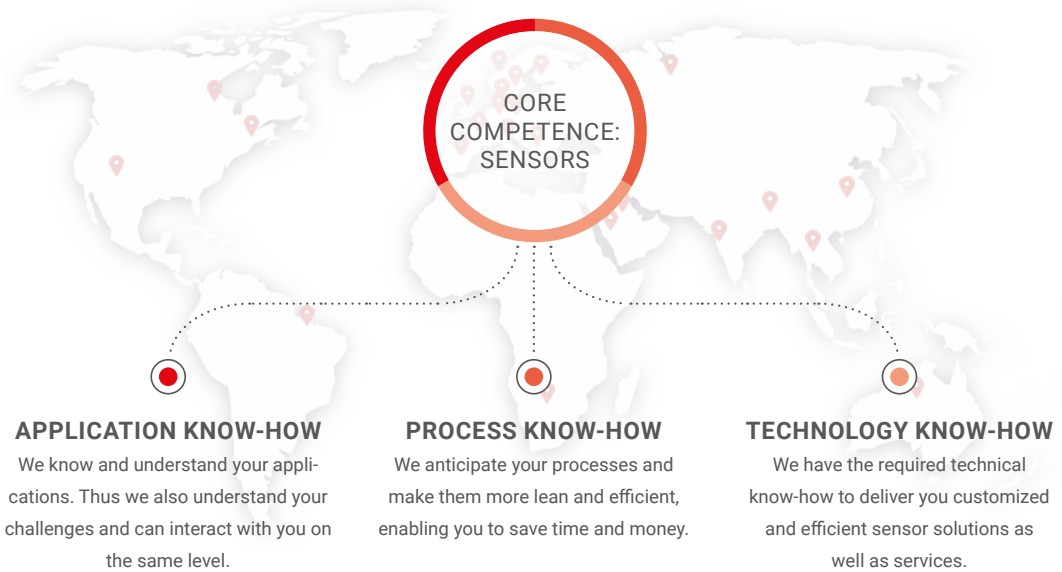 CORE
COMPETENCE:
SENSORS
APPLICATION KNOW-HOW
We know and understand your appli-
cations. Thus we also understand your
challenges and can interact with you on
the same level.
PROCESS KNOW-HOW
We anticipate your processes and
make them more lean and efficient,
enabling you to save time and money.
TECHNOLOGY KNOW-HOW
We have the required technical
know-how to deliver you customized
and efficient sensor solutions as
well as services.